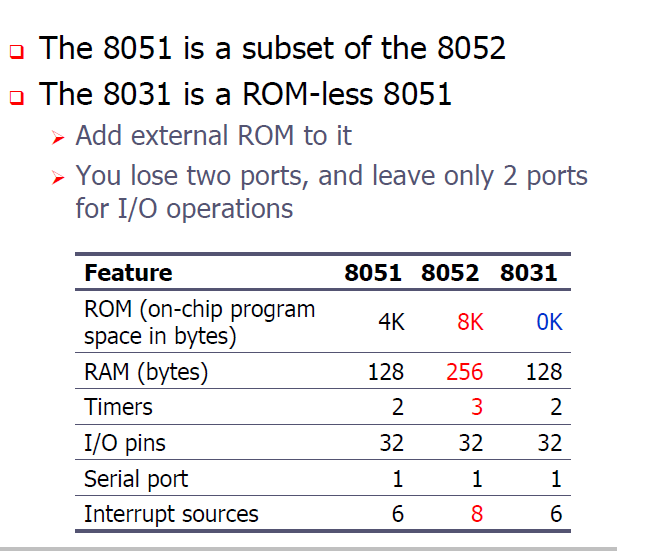 The 8051 is a subset of the 8052
The 8031 is a ROM-less 8051
Add external ROM to it
You lose two ports, and leave only 2 ports
for I/O operations
Feature 8051 8052 8031
ROM (on-chip program
space in bytes) 4K 8K 0K
RAM (bytes) 128 256 128
Timers 2 3 2
I/O pins 32 32 32
Serial port 1 1 1
Interrupt sources 6 8 6